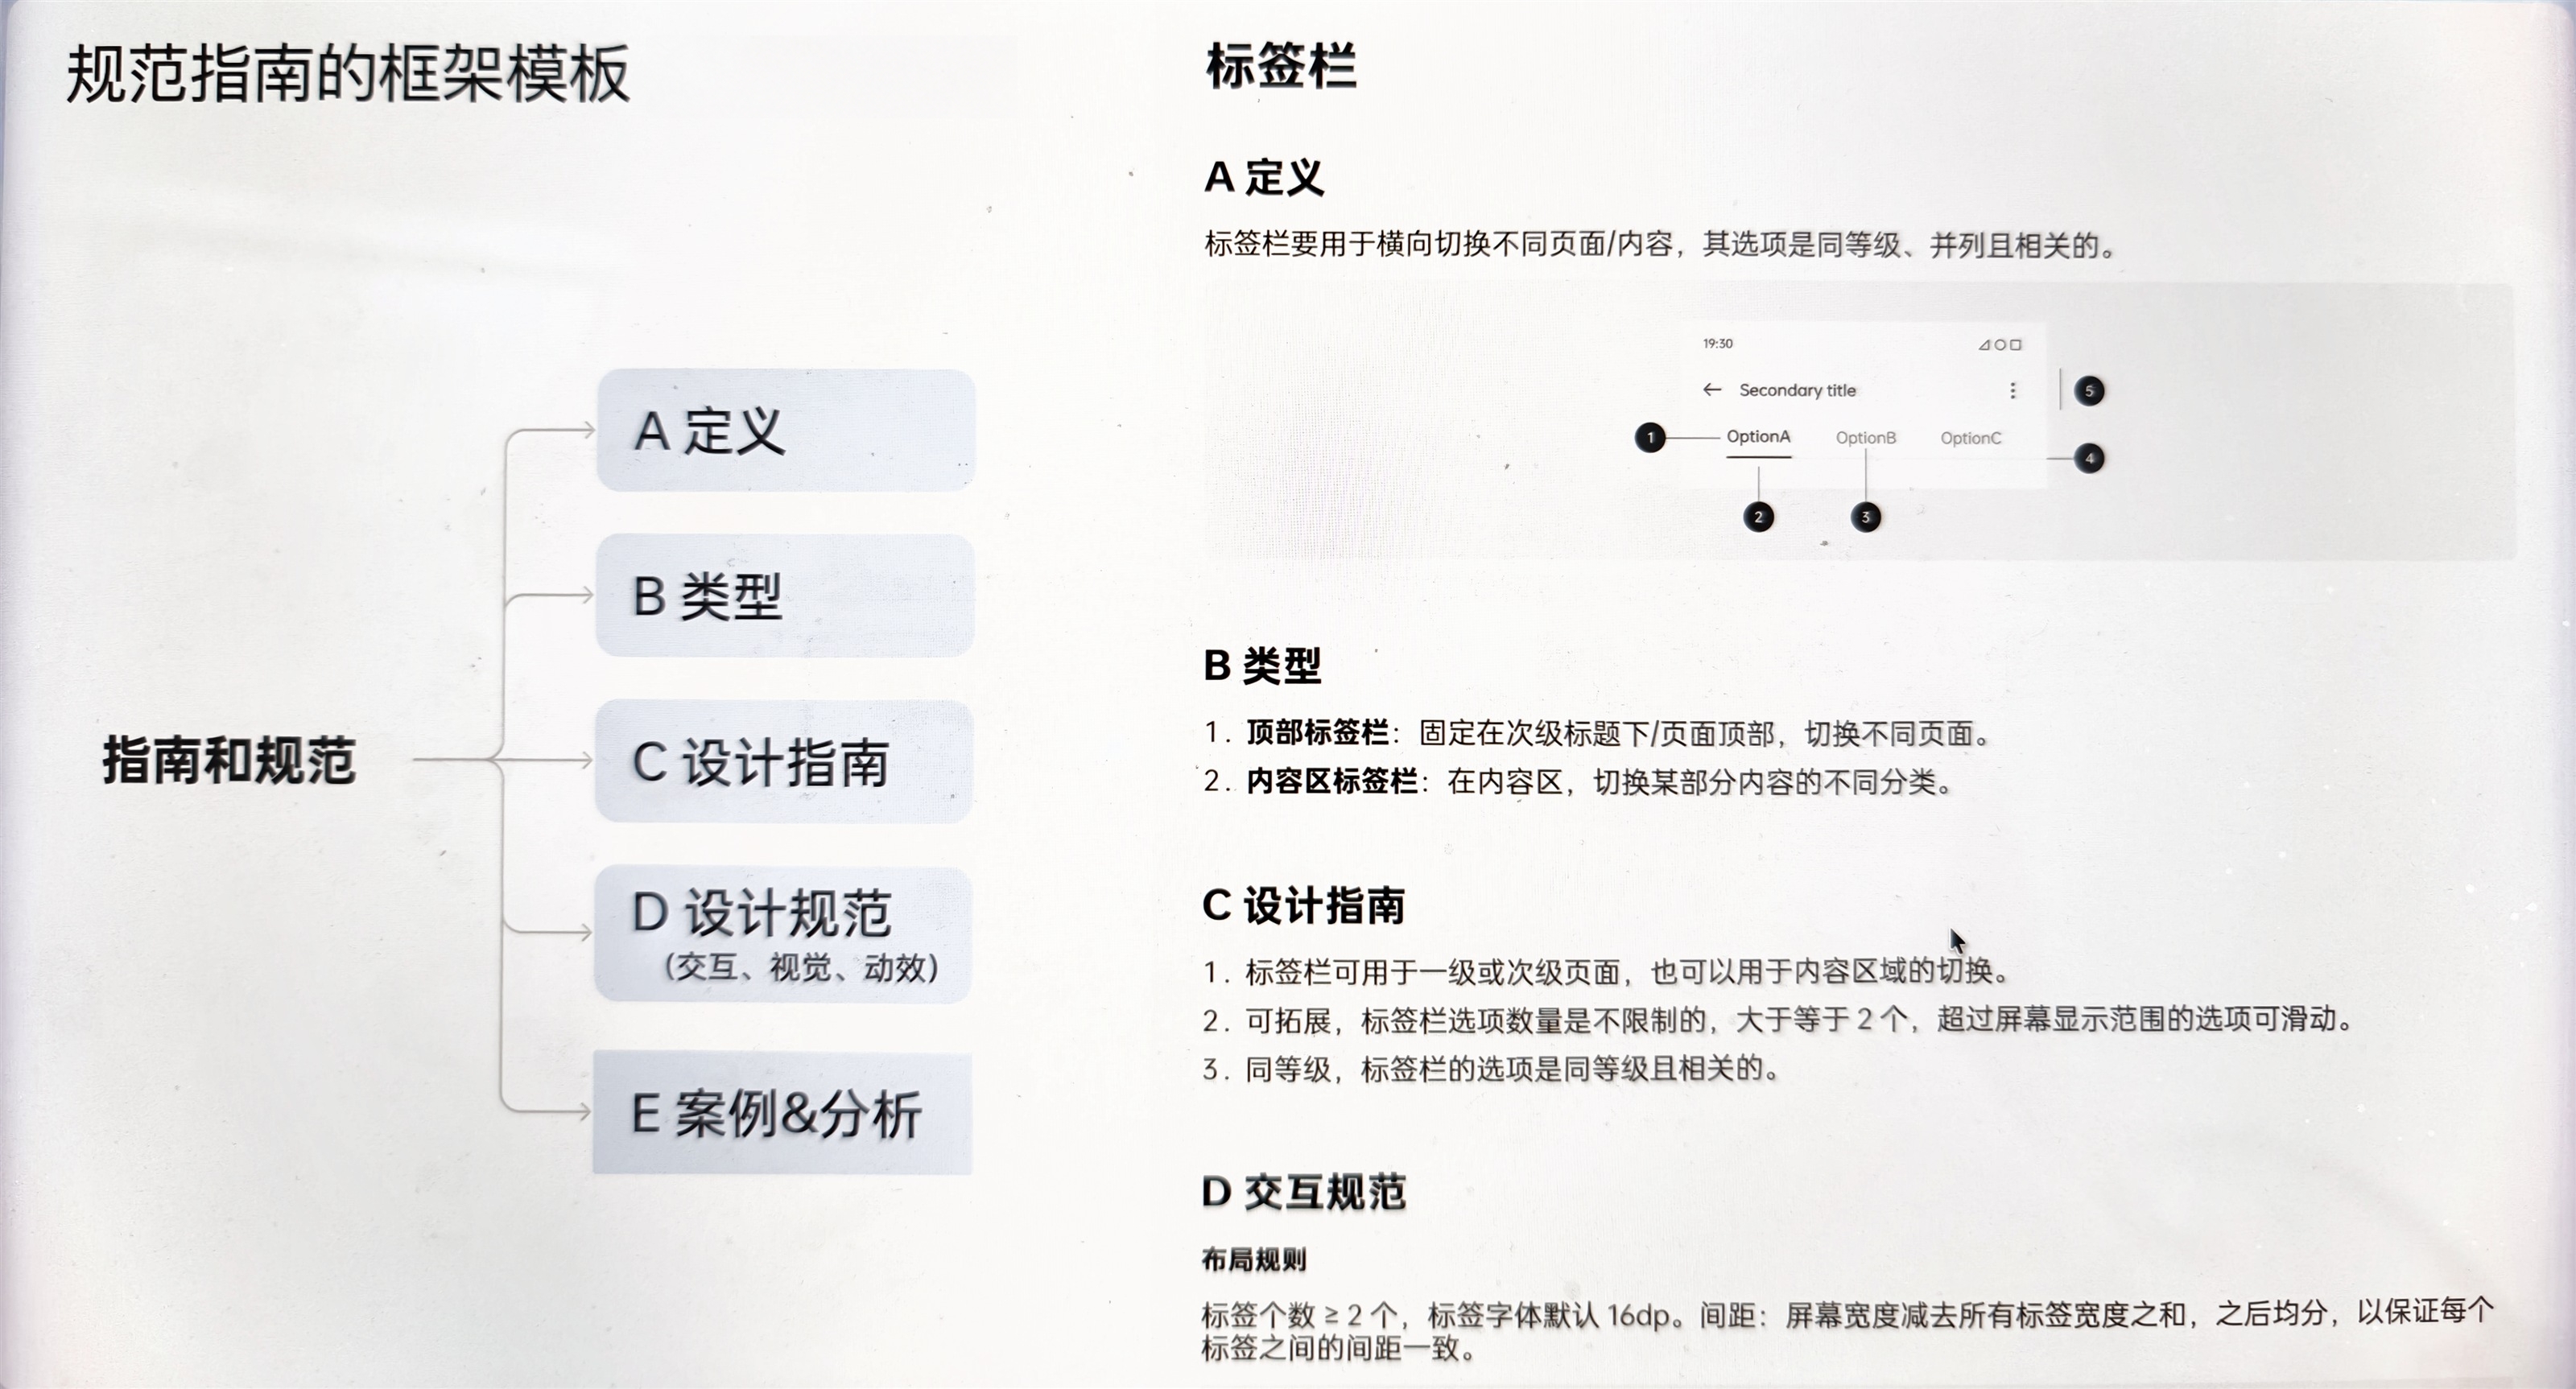 规范指南的框架模板
指南和规范
A 定义
B 类型
C 设计指南
D 设计规范
(交互、视觉、动效)
E 案例&分析
标签栏
A 定义
标签栏要用于横向切换不同页面/内容，其选项是同等级、并列且相关的。
19:30
Secondary title
5
1
OptionA OptionB OptionC
4
2 3
B 类型
1. 顶部标签栏：固定在次级标题下/页面顶部，切换不同页面。
2. 内容区标签栏：在内容区，切换某部分内容的不同分类。
C 设计指南
1. 标签栏可用于一级或次级页面，也可以用于内容区域的切换。
2. 可拓展，标签栏选项数量是不限制的，大于等于 2 个，超过屏幕显示范围的选项可滑动。
3. 同等级，标签栏的选项是同等级且相关的。
D 交互规范
布局规则
标签个数 ≥ 2 个，标签字体默认 16dp。间距：屏幕宽度减去所有标签宽度之和，之后均分，以保证每个
标签之间的间距一致。